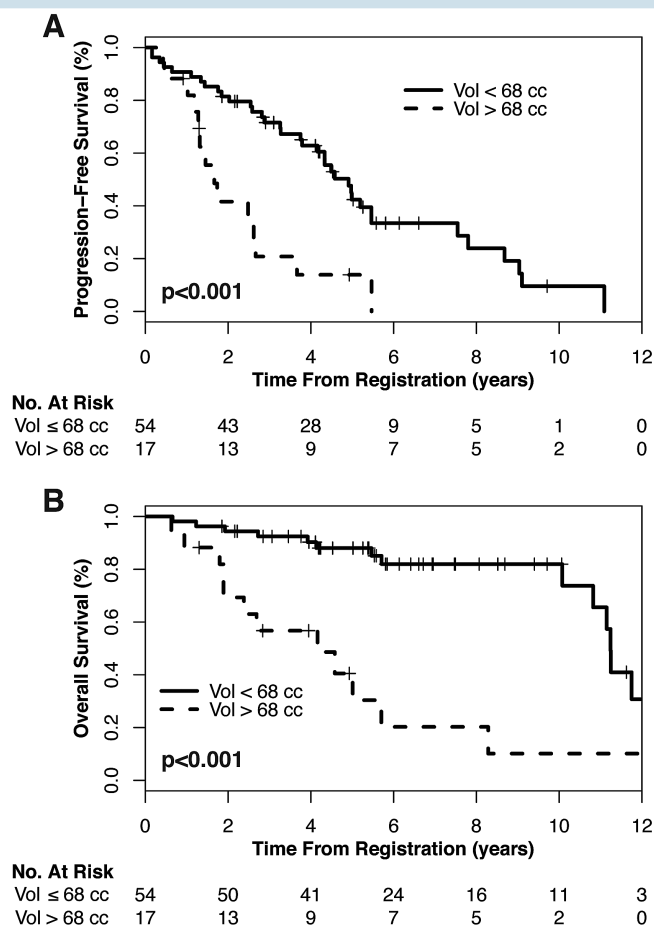 A
Progression–Free Survival (%)
1.0
0.8
0.6
0.4
0.2
0.0
Vol < 68 cc
Vol > 68 cc
p<0.001
0 2 4 6 8 10 12
Time From Registration (years)
No. At Risk
Vol ≤ 68 cc 54 43 28 9 5 1 0
Vol > 68 cc 17 13 9 7 5 2 0
B
Overall Survival (%)
1.0
0.8
0.6
0.4
0.2
0.0
Vol < 68 cc
Vol > 68 cc
p<0.001
0 2 4 6 8 10 12
Time From Registration (years)
No. At Risk
Vol ≤ 68 cc 54 50 41 24 16 11 3
Vol > 68 cc 17 13 9 7 5 2 0